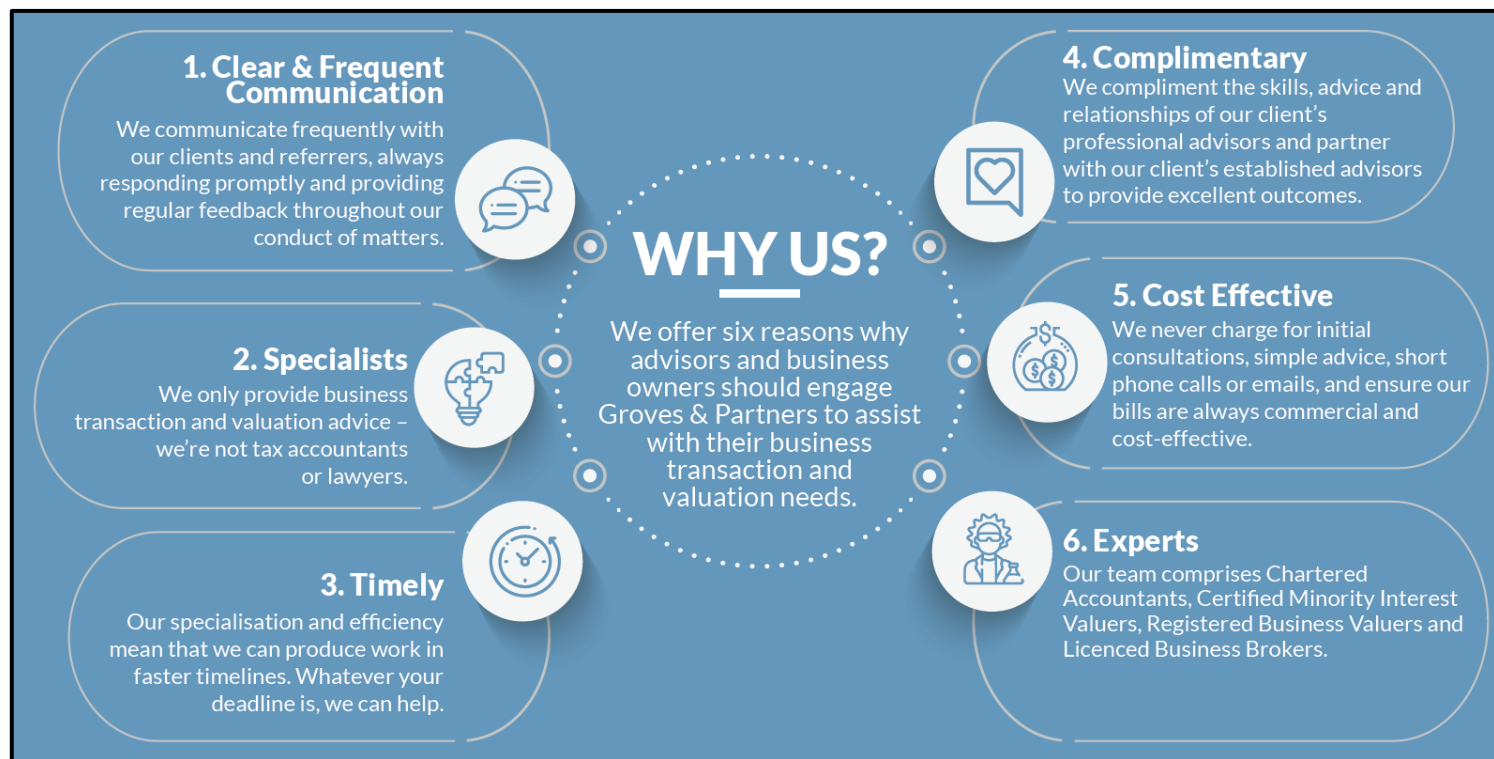 1. Clear & Frequent
Communication
We communicate frequently with
our clients and referrers, always
responding promptly and providing
regular feedback throughout our
conduct of matters.
2. Specialists
We only provide business
transaction and valuation advice –
we're not tax accountants
or lawyers.
3. Timely
Our specialisation and efficiency
mean that we can produce work in
faster timelines. Whatever your
deadline is, we can help.
WHY US?
We offer six reasons why
advisors and business
owners should engage
Groves & Partners to assist
with their business
transaction and
valuation needs.
4. Complimentary
We compliment the skills, advice and
relationships of our client's
professional advisors and partner
with our client's established advisors
to provide excellent outcomes.
5. Cost Effective
We never charge for initial
consultations, simple advice, short
phone calls or emails, and ensure our
bills are always commercial and
cost-effective.
6. Experts
Our team comprises Chartered
Accountants, Certified Minority Interest
Valuers, Registered Business Valuers and
Licenced Business Brokers.